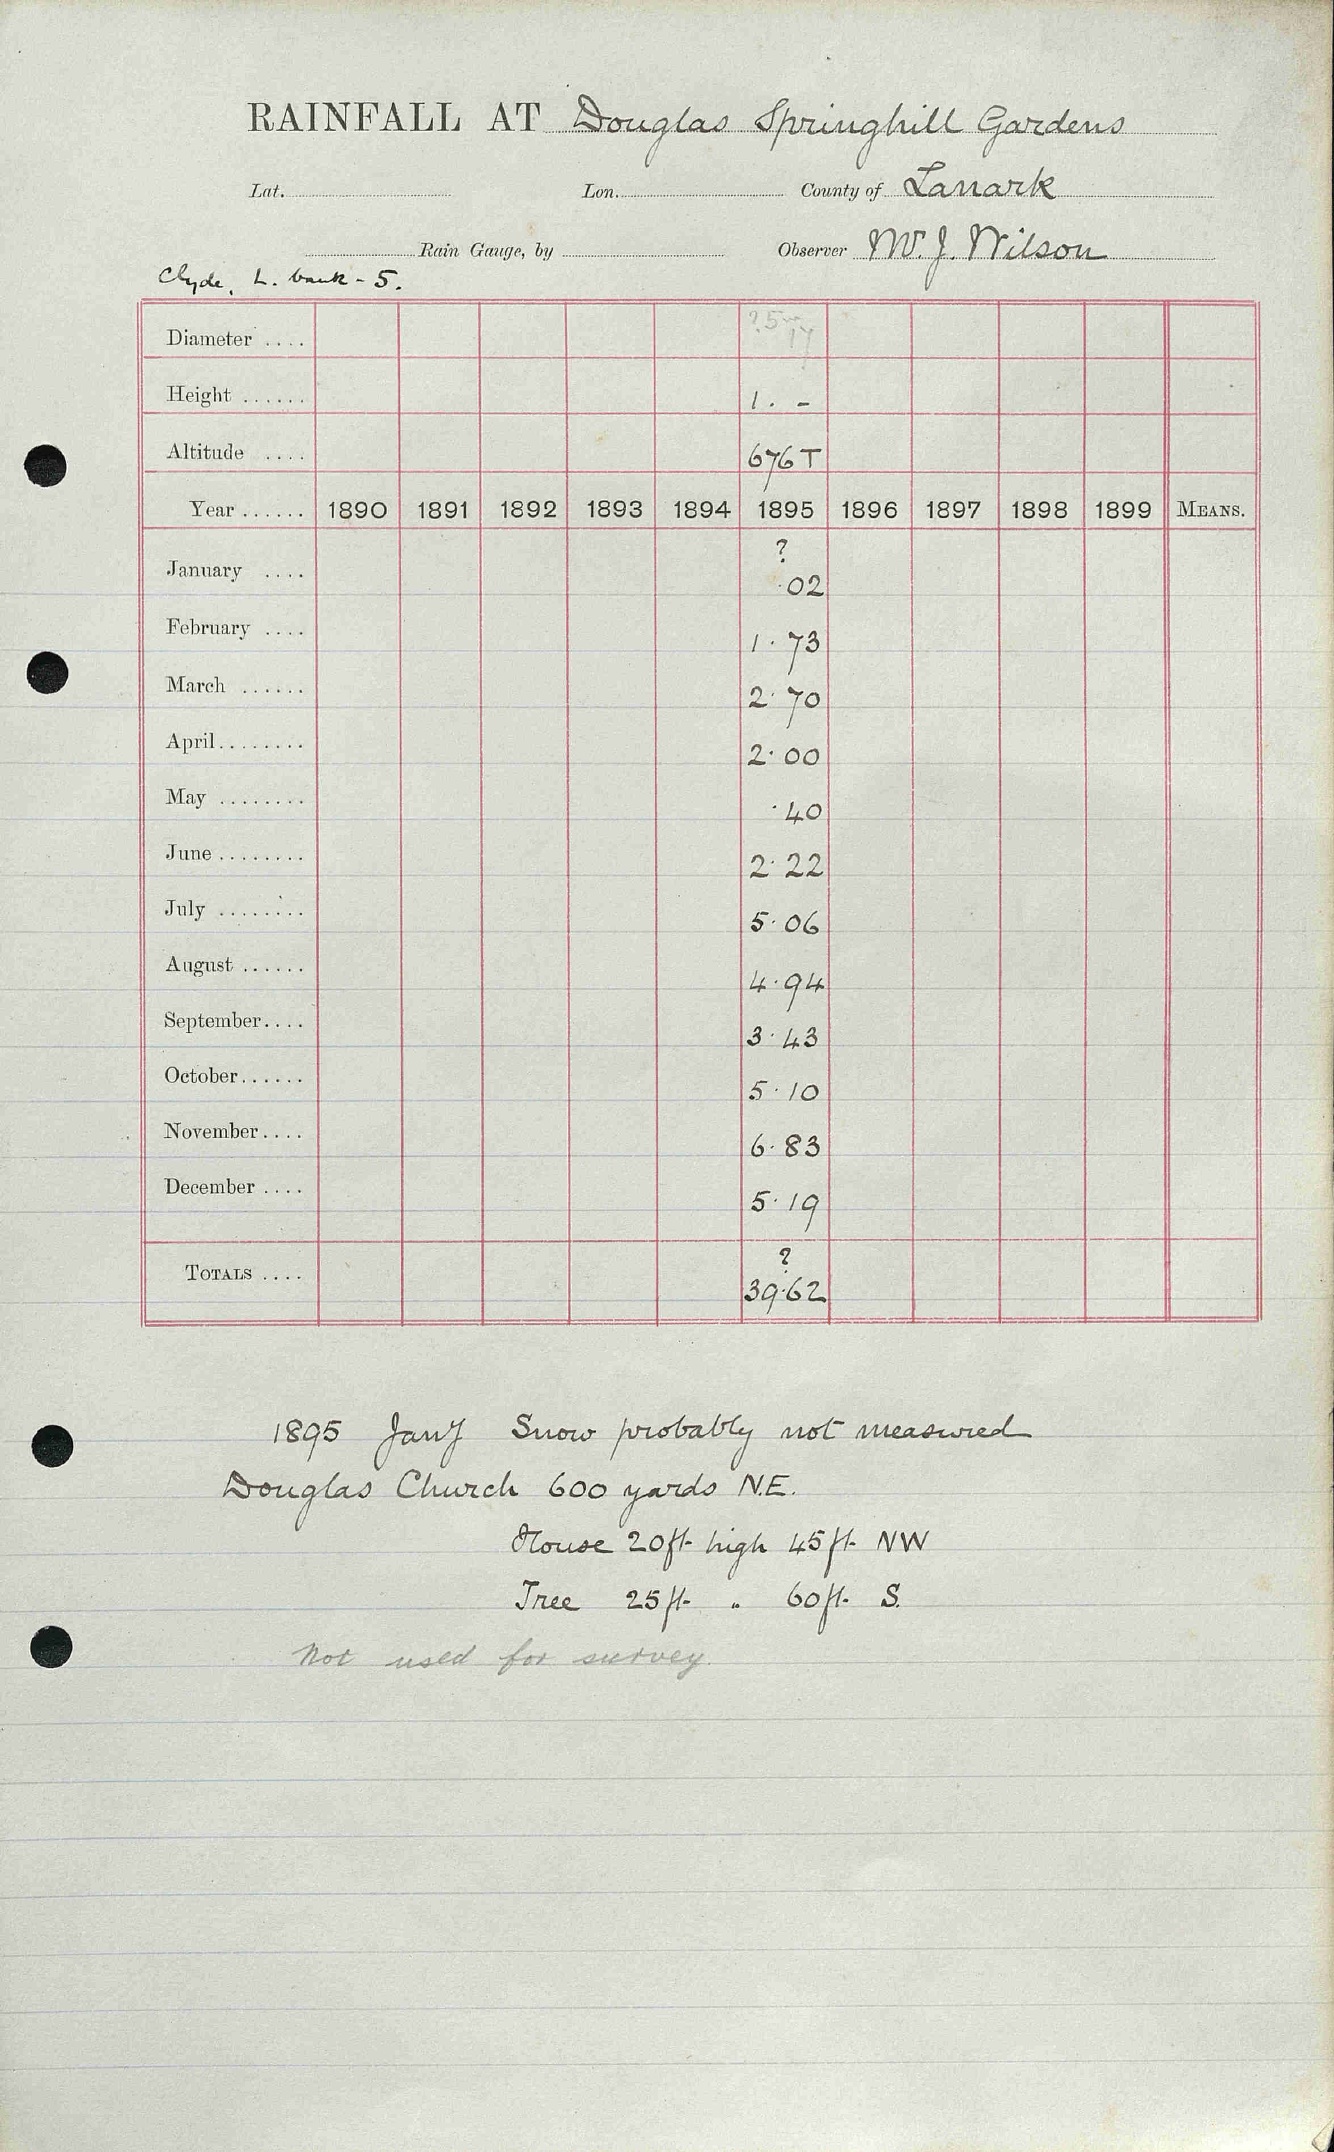 RAINFALL AT Douglas Springhill Gardens
Lat. Lon. County of Lanark
Rain Gauge, by Observer W. J. Wilson
Clyde, L. bank - 5.
Diameter ....
Height ...... 1. -
Altitude .... 676 T
Year ...... 1890 1891 1892 1893 1894 1895 1896 1897 1898 1899 MEANS.
?
January .... .02
February .... 1.73
March ...... 2.70
April........ 2.00
May ........ .40
June ........ 2.22
July ........ 5.06
August ...... 4.94
September.... 3.43
October...... 5.10
November.... 6.83
December .... 5.19
?
TOTALS .... 39.62
1895 Jany Snow probably not measured
Douglas Church 600 yards N.E.
House 20ft. high 45ft. NW
Tree 25ft. " 60ft. S.
Not used for survey.